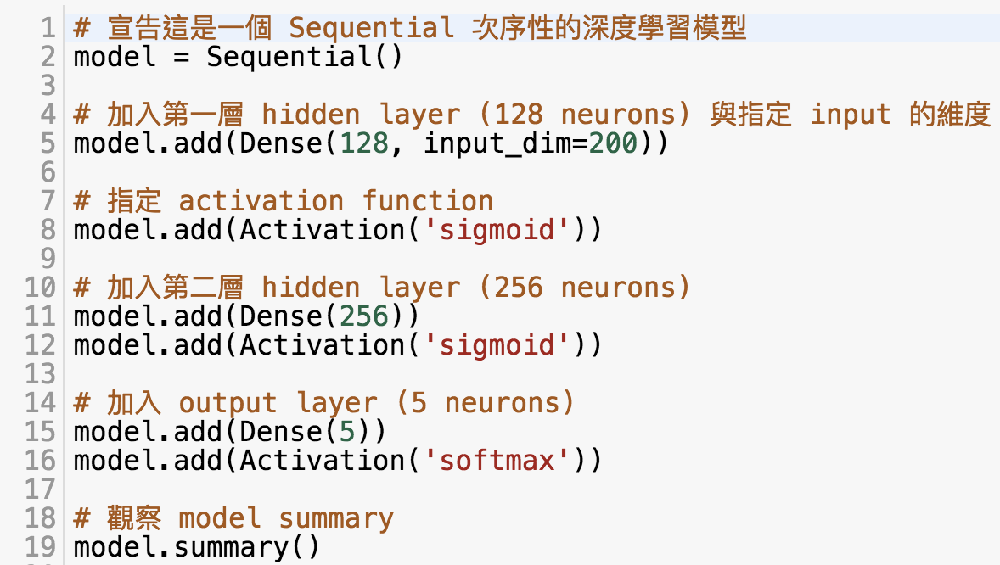 1 # 宣告這是一個 Sequential 次序性的深度學習模型
2 model = Sequential()
3
4 # 加入第一層 hidden layer (128 neurons) 與指定 input 的維度
5 model.add(Dense(128, input_dim=200))
6
7 # 指定 activation function
8 model.add(Activation('sigmoid'))
9
10 # 加入第二層 hidden layer (256 neurons)
11 model.add(Dense(256))
12 model.add(Activation('sigmoid'))
13
14 # 加入 output layer (5 neurons)
15 model.add(Dense(5))
16 model.add(Activation('softmax'))
17
18 # 觀察 model summary
19 model.summary()